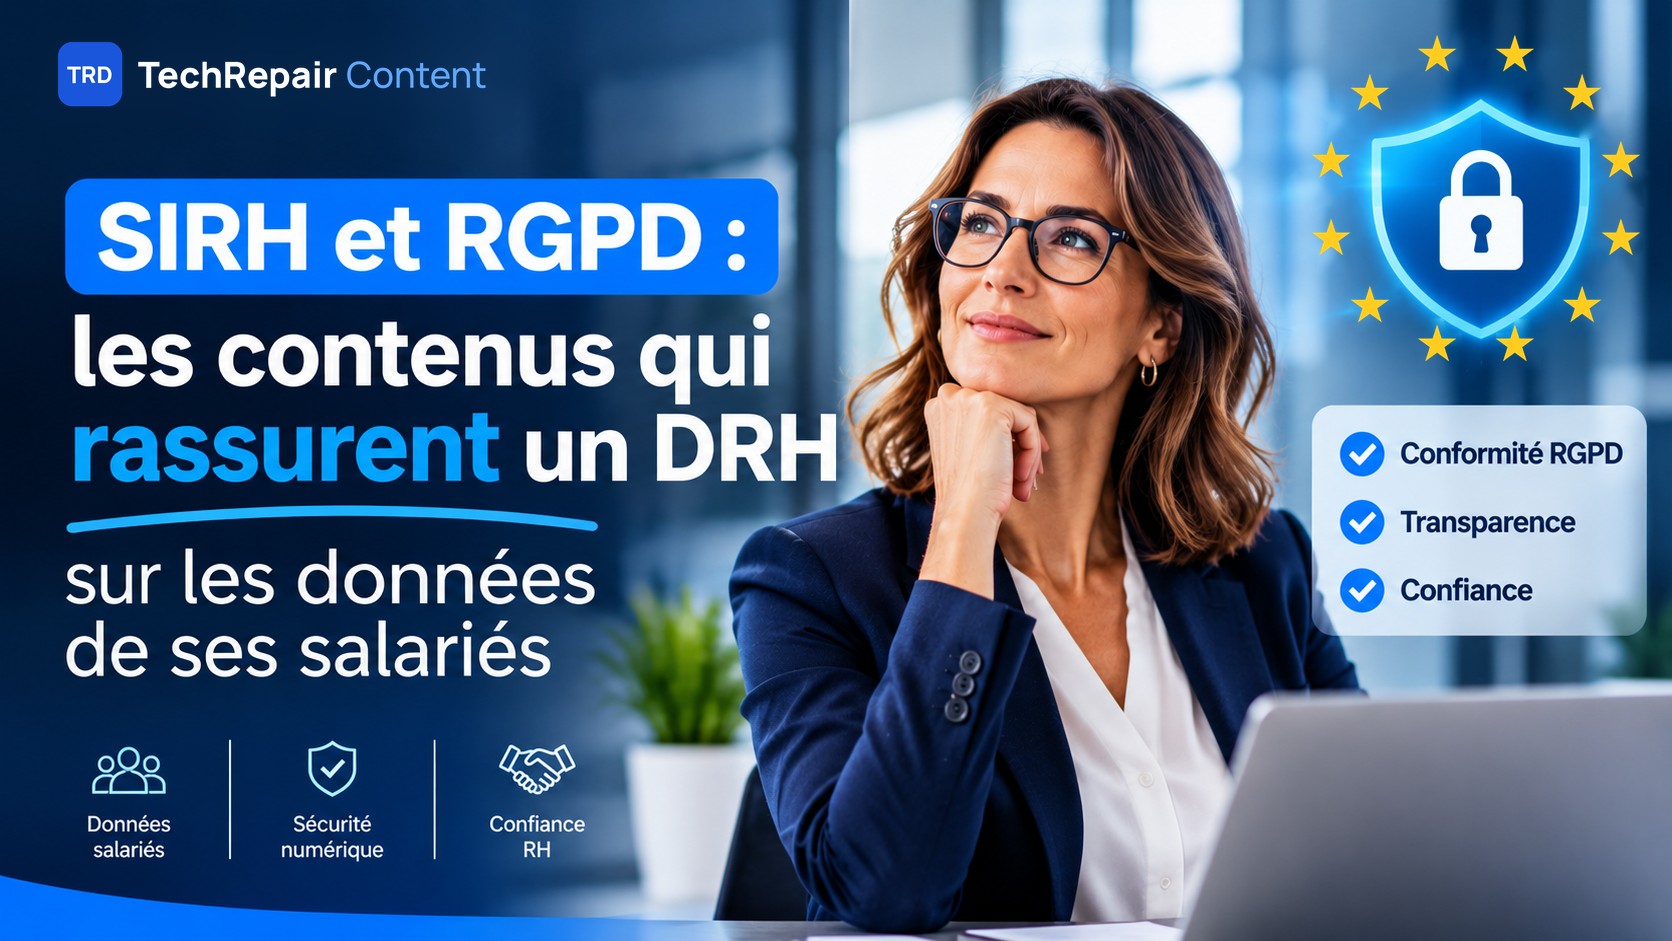 TRD TechRepair Content
SIRH et RGPD :
les contenus qui
rassurent un DRH
sur les données
de ses salariés
Données
salariés
Sécurité
numérique
Confiance
RH
Conformité RGPD
Transparence
Confiance